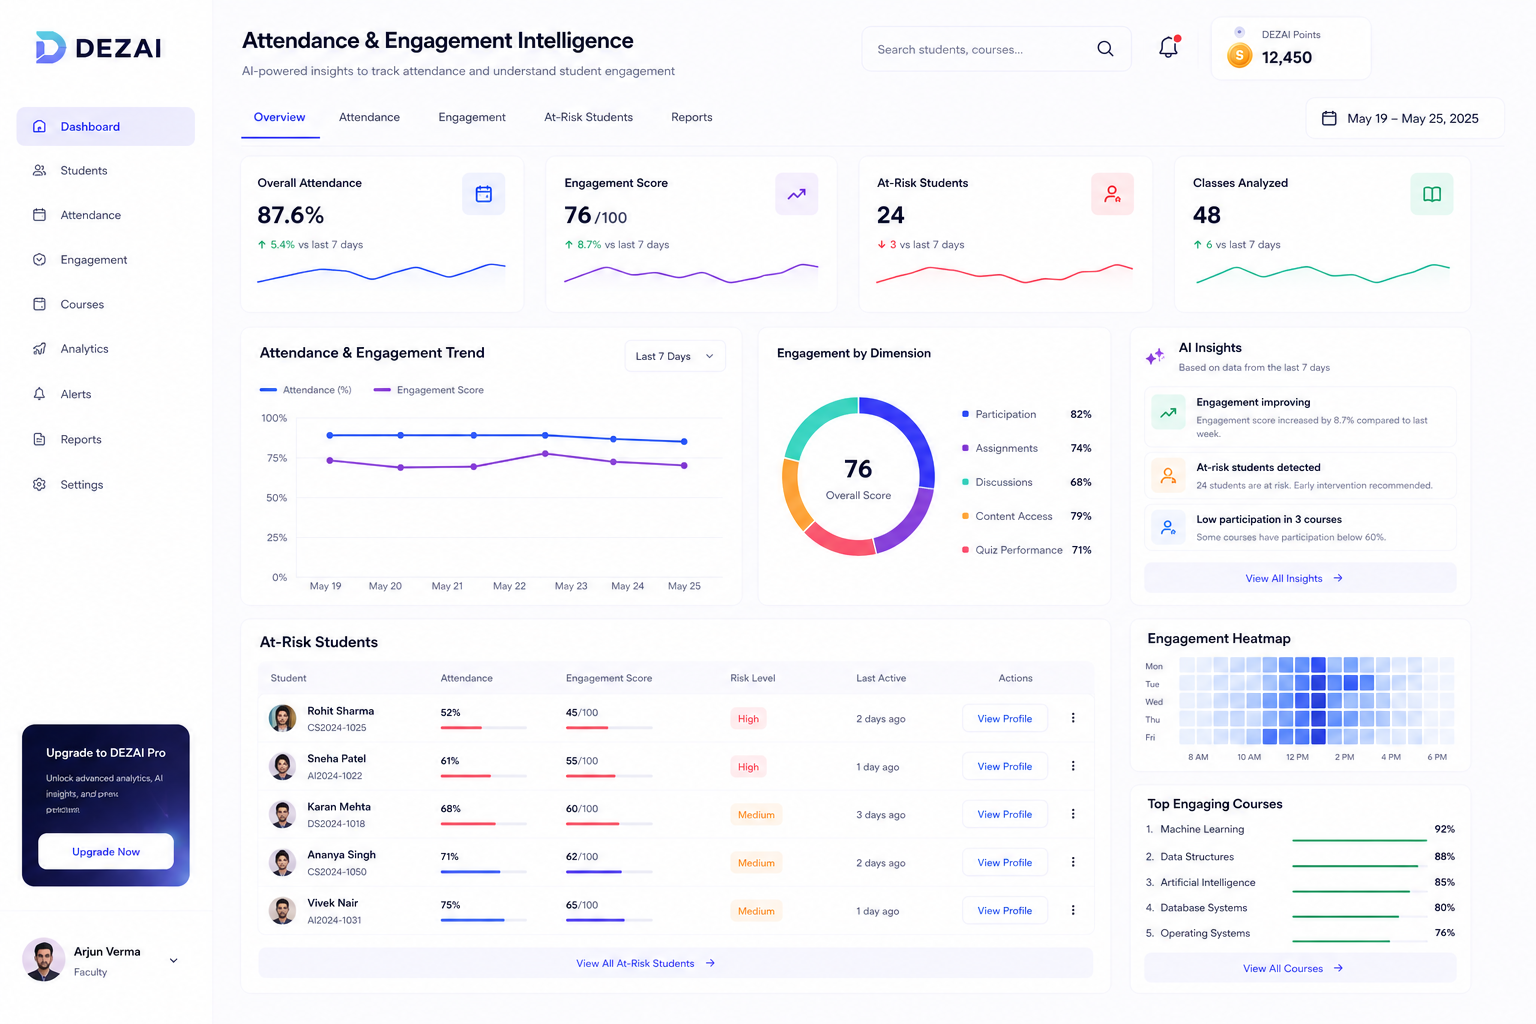 DEZAI
Attendance & Engagement Intelligence
AI-powered insights to track attendance and understand student engagement
Search students, courses...
DEZAI Points
S
12,450
Dashboard
Students
Attendance
Engagement
Courses
Analytics
Alerts
Reports
Settings
Overview
Attendance
Engagement
At-Risk Students
Reports
May 19 – May 25, 2025
Overall Attendance
87.6%
↑ 5.4% vs last 7 days
Engagement Score
76/100
↑ 8.7% vs last 7 days
At-Risk Students
24
↓ 3 vs last 7 days
Classes Analyzed
48
↑ 6 vs last 7 days
Attendance & Engagement Trend
Last 7 Days
Attendance (%)
Engagement Score
100%
75%
50%
25%
0%
May 19
May 20
May 21
May 22
May 23
May 24
May 25
Engagement by Dimension
76
Overall Score
Participation 82%
Assignments 74%
Discussions 68%
Content Access 79%
Quiz Performance 71%
AI Insights
Based on data from the last 7 days
Engagement improving
Engagement score increased by 8.7% compared to last
week.
At-risk students detected
24 students are at risk. Early intervention recommended.
Low participation in 3 courses
Some courses have participation below 60%.
View All Insights →
At-Risk Students
Student Attendance Engagement Score Risk Level Last Active Actions
Rohit Sharma
CS2024-1025
52%
45/100
High
2 days ago
View Profile
Sneha Patel
AI2024-1022
61%
55/100
High
1 day ago
View Profile
Karan Mehta
DS2024-1018
68%
60/100
Medium
3 days ago
View Profile
Ananya Singh
CS2024-1050
71%
62/100
Medium
2 days ago
View Profile
Vivek Nair
AI2024-1031
75%
65/100
Medium
1 day ago
View Profile
View All At-Risk Students →
Engagement Heatmap
Mon
Tue
Wed
Thu
Fri
8 AM
10 AM
12 PM
2 PM
4 PM
6 PM
Top Engaging Courses
1. Machine Learning 92%
2. Data Structures 88%
3. Artificial Intelligence 85%
4. Database Systems 80%
5. Operating Systems 76%
View All Courses →
Upgrade to DEZAI Pro
Unlock advanced analytics, AI
insights, and
Upgrade Now
Arjun Verma
Faculty